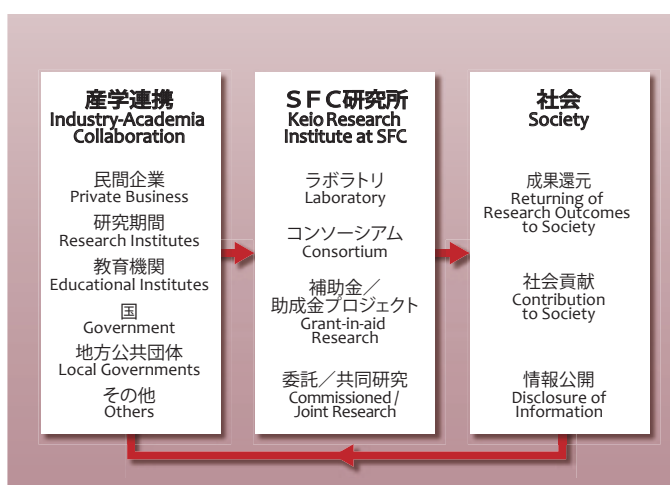 産学連携
Industry-Academia
Collaboration
民間企業
Private Business
研究期間
Research Institutes
教育機関
Educational Institutes
国
Government
地方公共団体
Local Governments
その他
Others
ＳＦＣ研究所
Keio Research
Institute at SFC
ラボラトリ
Laboratory
コンソーシアム
Consortium
補助金／
助成金プロジェクト
Grant-in-aid
Research
委託／共同研究
Commissioned /
Joint Research
社会
Society
成果還元
Returning of
Research Outcomes
to Society
社会貢献
Contribution
to Society
情報公開
Disclosure of
Information